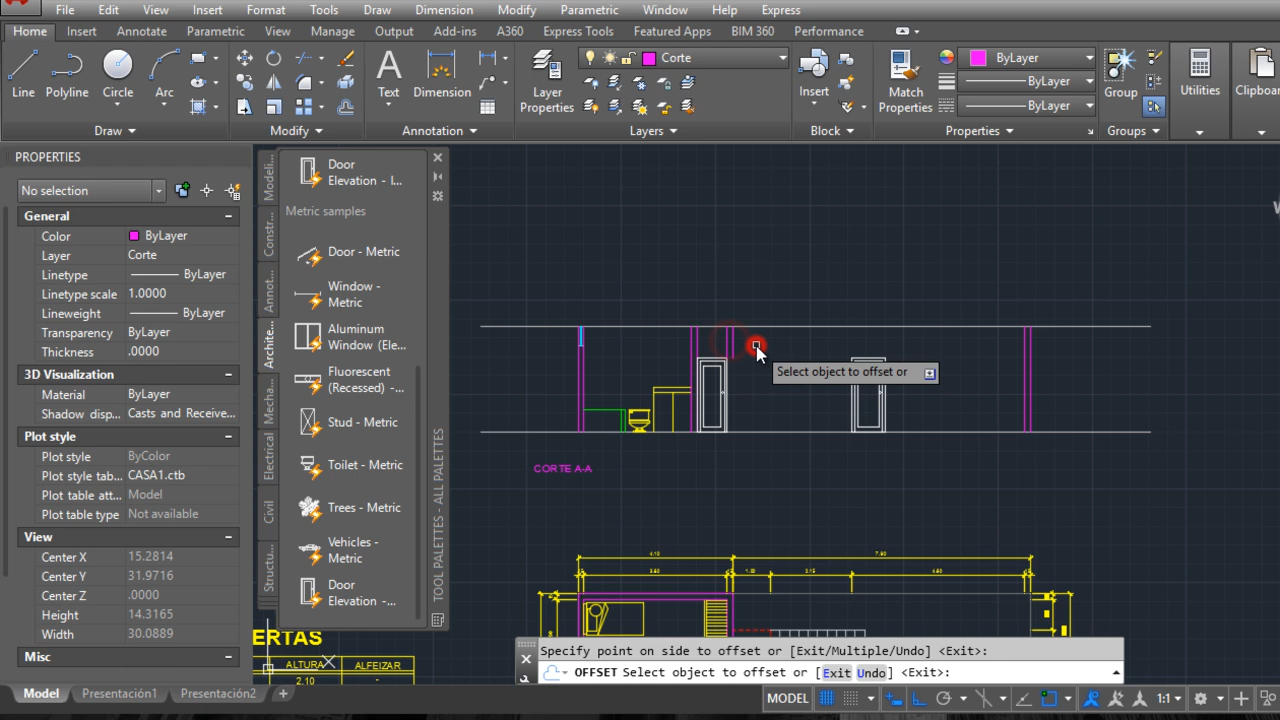 File Edit View Insert Format Tools Draw Dimension Modify Parametric Window Help Express
Home Insert Annotate Parametric View Manage Output Add-ins A360 Express Tools Featured Apps BIM 360 Performance
Line Polyline Circle Arc
Text Dimension
Layer Properties
Corte
Insert
Match Properties
ByLayer
ByLayer
ByLayer
Group
Utilities
Clipboa
Draw Modify Annotation Layers Block Properties Groups
PROPERTIES
No selection
General
Color ByLayer
Layer Corte
Linetype ByLayer
Linetype scale 1.0000
Lineweight ByLayer
Transparency ByLayer
Thickness .0000
3D Visualization
Material ByLayer
Shadow disp... Casts and Receive...
Plot style
Plot style ByColor
Plot style tab... CASA1.ctb
Plot table att... Model
Plot table type Not available
View
Center X 15.2814
Center Y 31.9716
Center Z .0000
Height 14.3165
Width 30.0889
Misc
Modeli...
Constr...
Annot...
Archite...
Mecha...
Electrical
Civil
Structu...
Door
Elevation - I...
Metric samples
Door - Metric
Window -
Metric
Aluminum
Window (Ele...
Fluorescent
(Recessed) -...
Stud - Metric
Toilet - Metric
Trees - Metric
Vehicles -
Metric
Door
Elevation -...
TOOL PALETTES - ALL PALETTES
Select object to offset or
CORTE A-A
ERTAS
ALTURA ALFEIZAR
2.10 -
Specify point on side to offset or [Exit/Multiple/Undo] <Exit>:
OFFSET Select object to offset or [Exit Undo] <Exit>:
Model Presentación1 Presentación2 +
MODEL 1:1